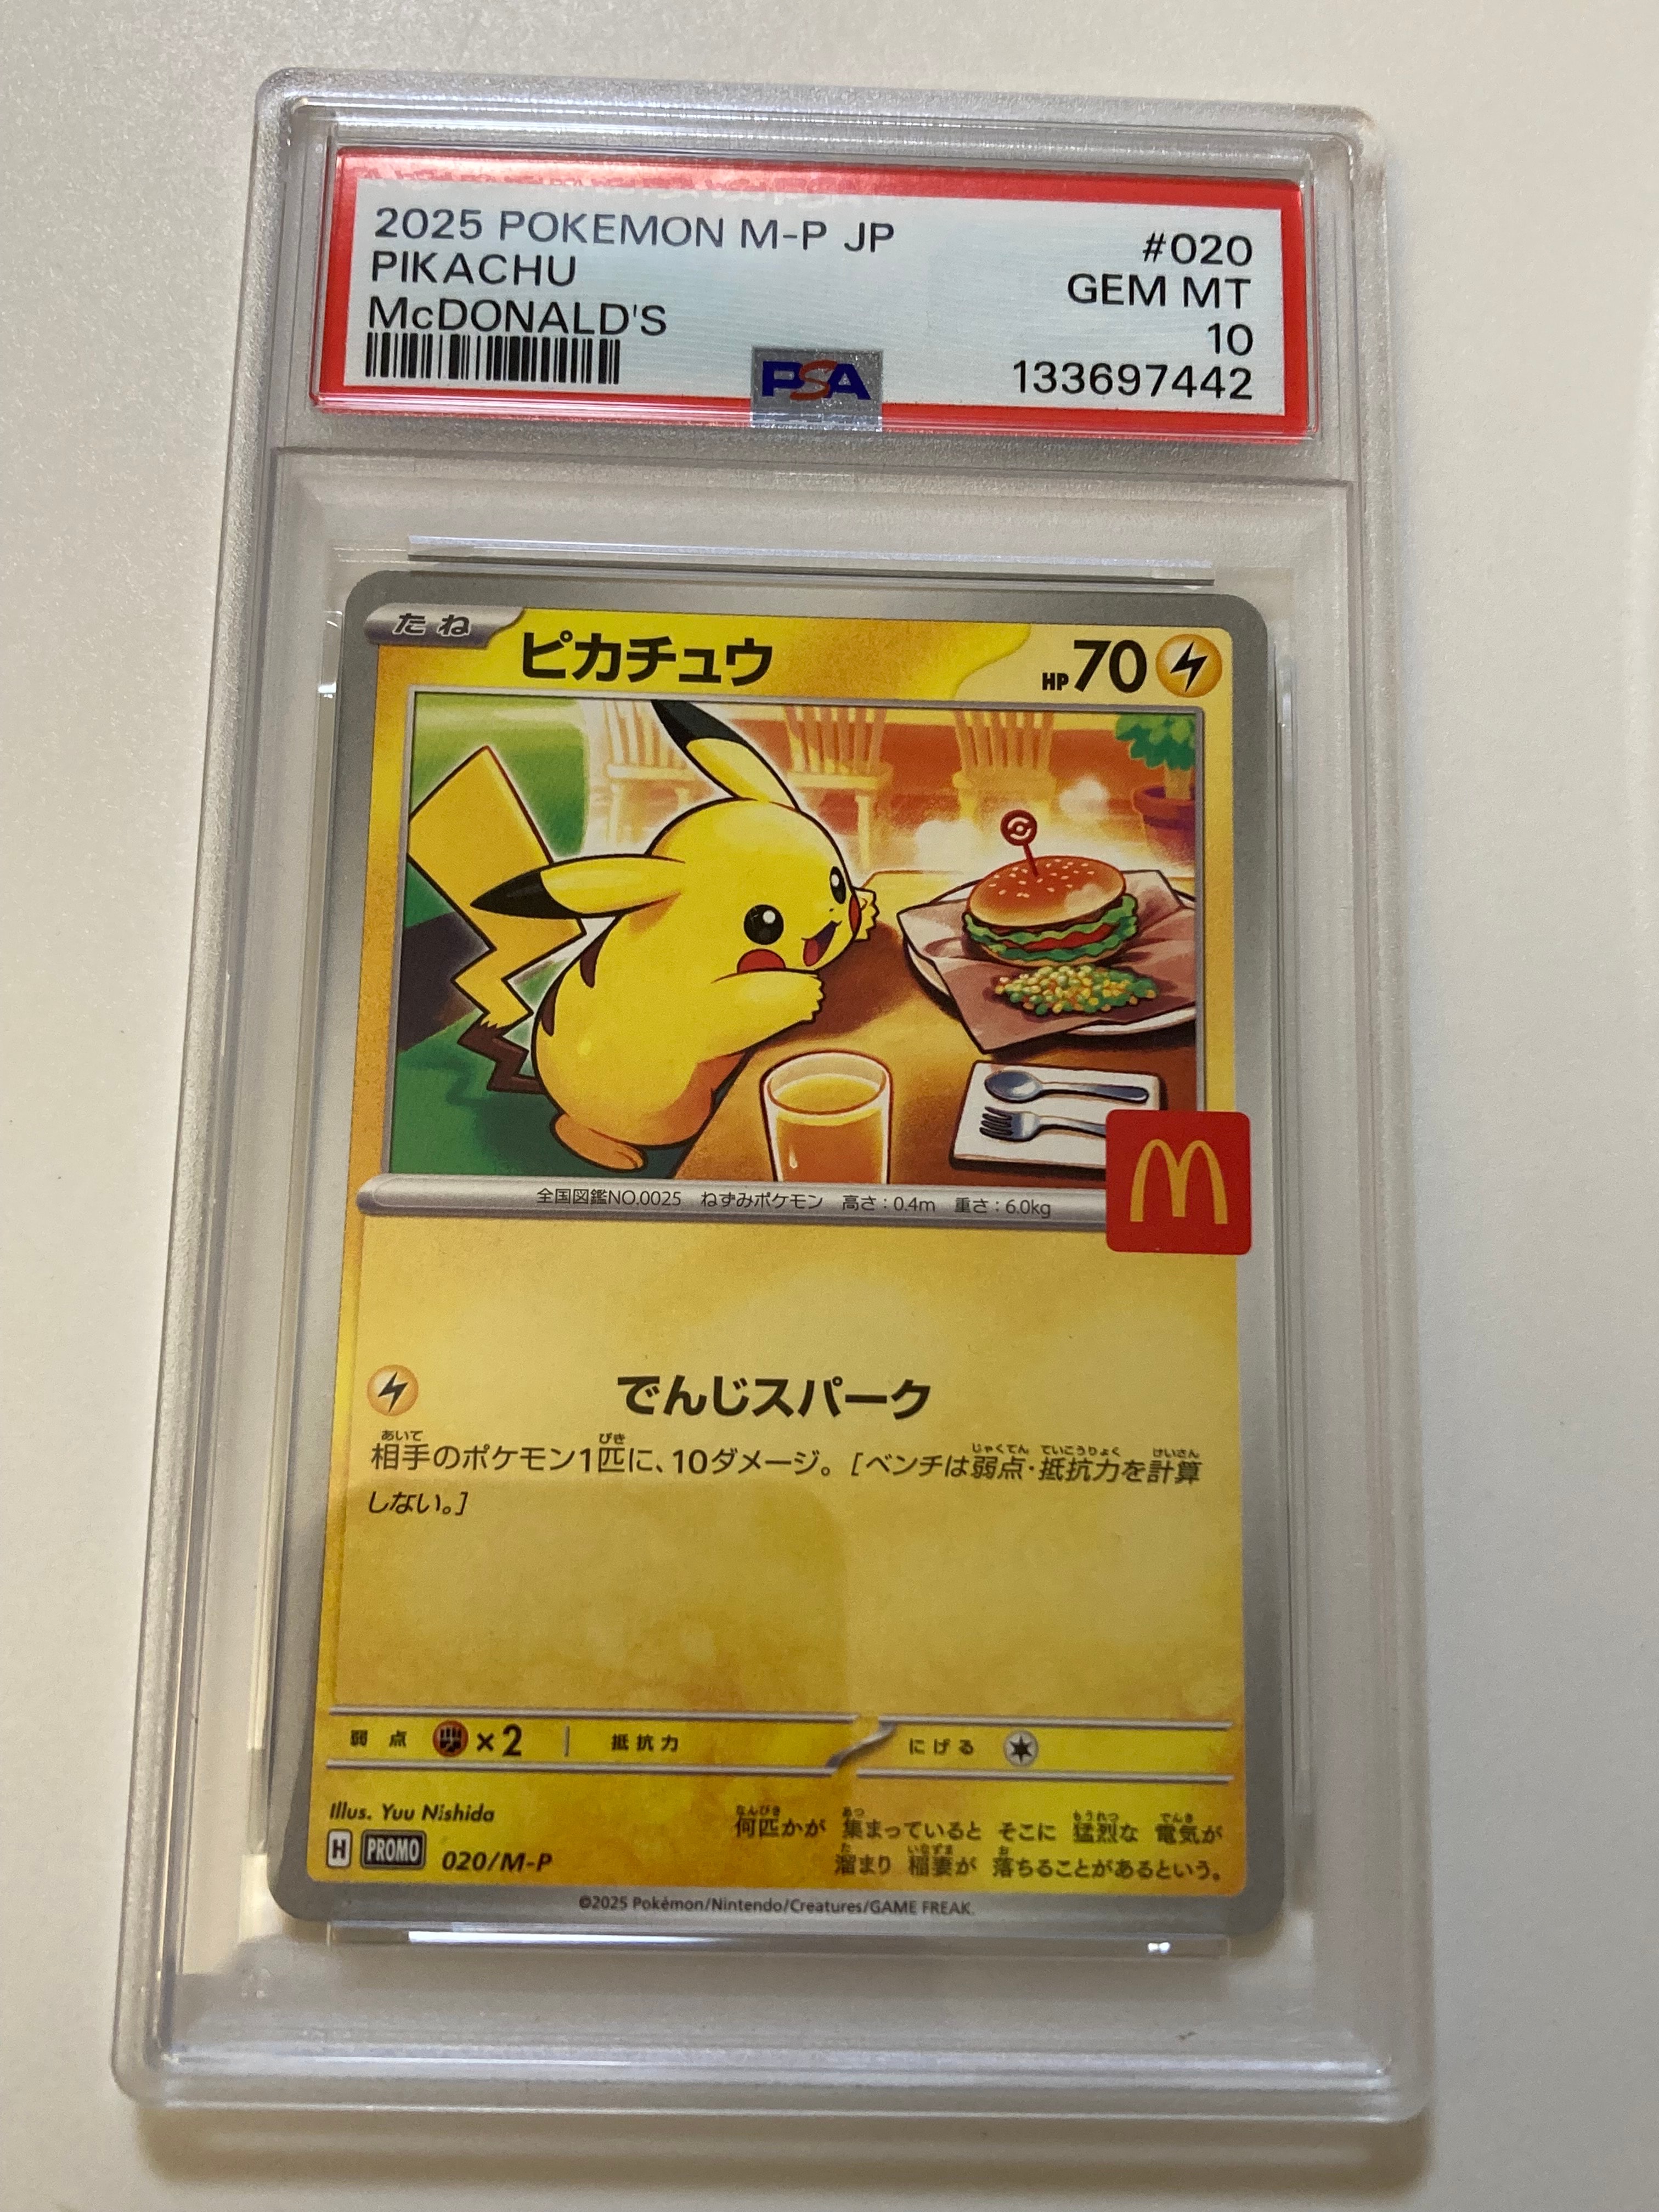 2025 POKEMON M-P JP
#020
PIKACHU
GEM MT
McDONALD'S
10
PSA
133697442
たね
ピカチュウ
HP70
全国図鑑NO.0025 ねずみポケモン 高さ:0.4m 重さ:6.0kg
でんじスパーク
相手のポケモン1匹に、10ダメージ。[ベンチは弱点・抵抗力を計算
しない。]
弱点 ×2 抵抗力 にげる
Illus. Yuu Nishida
H PROMO 020/M-P
何匹かが 集まっていると そこに 猛烈な 電気が
溜まり 稲妻が 落ちることがあるという。
©2025 Pokémon/Nintendo/Creatures/GAME FREAK.